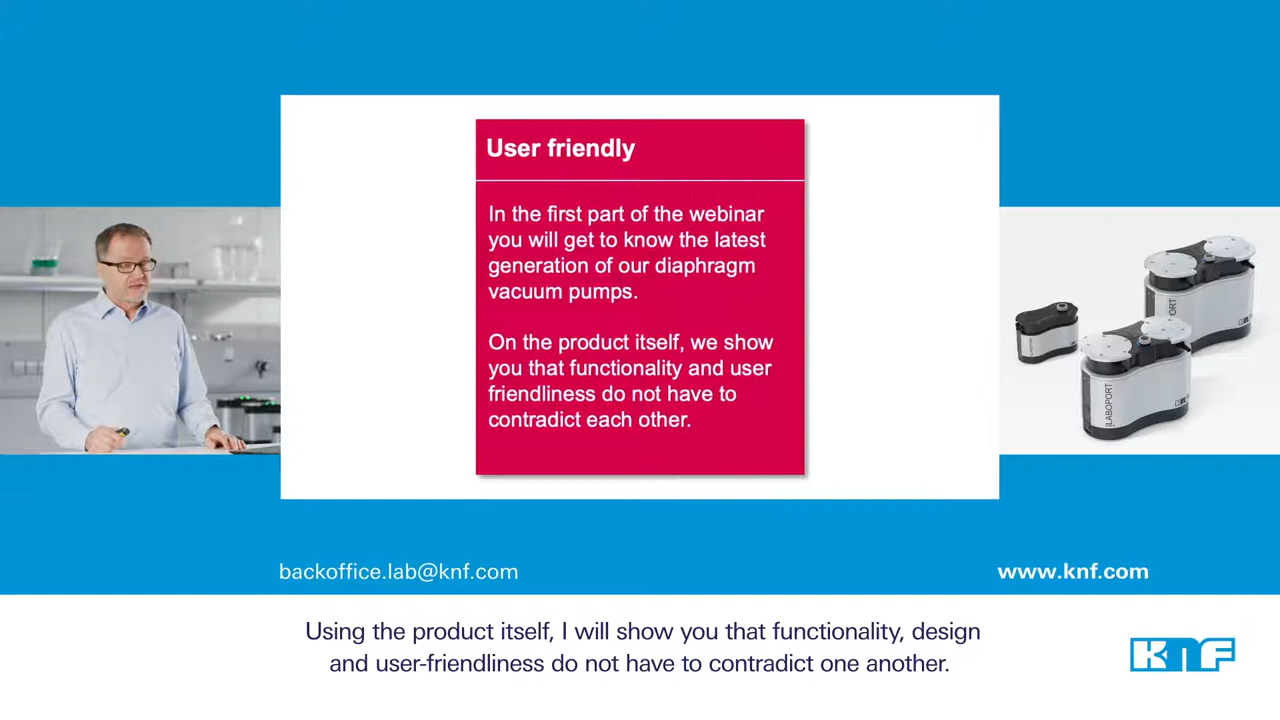 User friendly
In the first part of the webinar
you will get to know the latest
generation of our diaphragm
vacuum pumps.
On the product itself, we show
you that functionality and user
friendliness do not have to
contradict each other.
LABOPORT
backoffice.lab@knf.com
www.knf.com
Using the product itself, I will show you that functionality, design
and user-friendliness do not have to contradict one another.
KNF